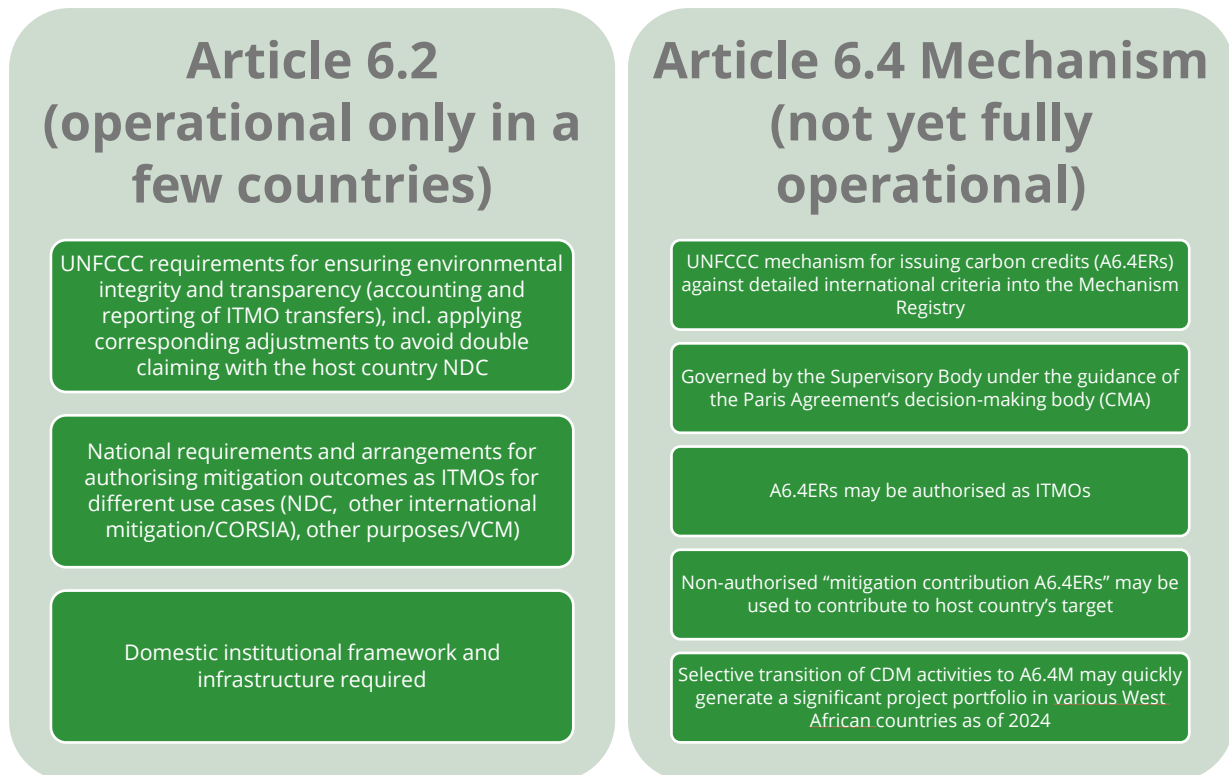 Article 6.2
(operational only in a
few countries)
UNFCCC requirements for ensuring environmental
integrity and transparency (accounting and
reporting of ITMO transfers), incl. applying
corresponding adjustments to avoid double
claiming with the host country NDC
National requirements and arrangements for
authorising mitigation outcomes as ITMOs for
different use cases (NDC, other international
mitigation/CORSIA), other purposes/VCM)
Domestic institutional framework and
infrastructure required
Article 6.4 Mechanism
(not yet fully
operational)
UNFCCC mechanism for issuing carbon credits (A6.4ERs)
against detailed international criteria into the Mechanism
Registry
Governed by the Supervisory Body under the guidance of
the Paris Agreement’s decision-making body (CMA)
A6.4ERs may be authorised as ITMOs
Non-authorised “mitigation contribution A6.4ERs” may be
used to contribute to host country’s target
Selective transition of CDM activities to A6.4M may quickly
generate a significant project portfolio in various West
African countries as of 2024